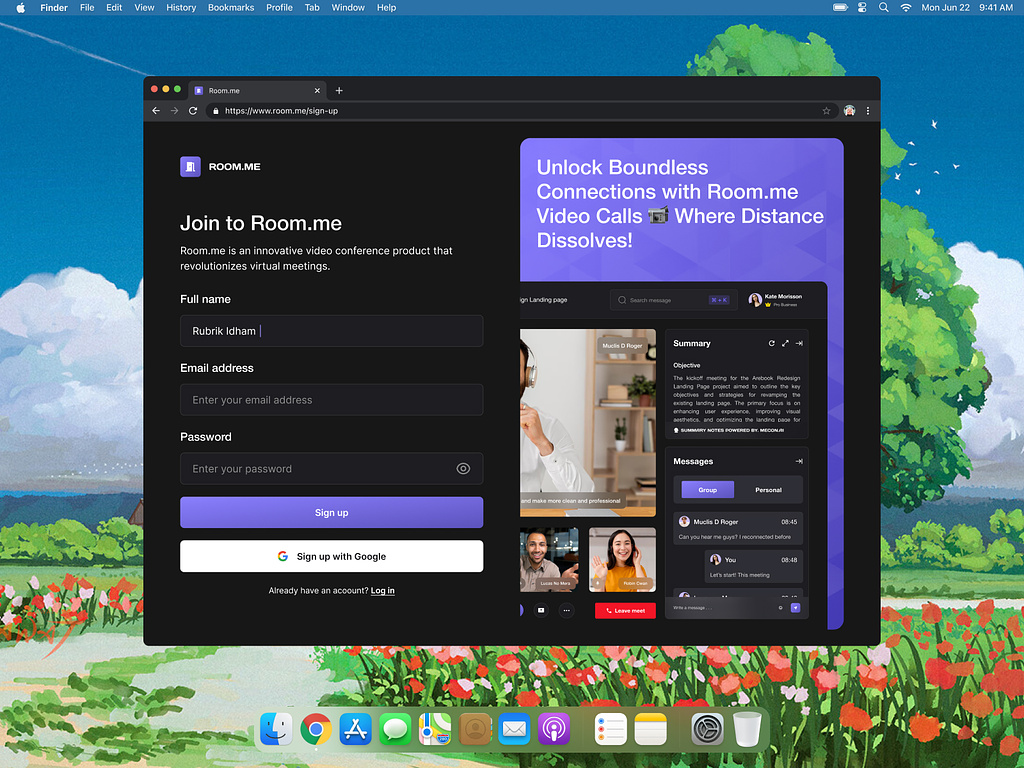 Finder File Edit View History Bookmarks Profile Tab Window Help
Mon Jun 22 9:41 AM
Room.me
https://www.room.me/sign-up
ROOM.ME
Join to Room.me
Room.me is an innovative video conference product that
revolutionizes virtual meetings.
Full name
Rubrik Idham
Email address
Enter your email address
Password
Enter your password
Sign up
Sign up with Google
Already have an acoount? Log in
Unlock Boundless
Connections with Room.me
Video Calls 📹 Where Distance
Dissolves!
ign Landing page
Search message
⌘ + K
Kate Morisson
Pro Business
Muclis D Roger
and make more clean and professional
Lucas No Mera
Robin Cwan
Leave meet
Summary
Objective
The kickoff meeting for the Arebook Redesign
Landing Page project aimed to outline the key
objectives and strategies for revamping the
existing landing page. The primary focus is on
enhancing user experience, improving visual
aesthetics, and optimizing the landing page for
SUMMARY NOTES POWERED BY. MECONJII
Messages
Group
Personal
Muclis D Roger 08:45
Can you hear me guys? I reconnected before
You 08:48
Let's start! This meeting
Write a message . . .